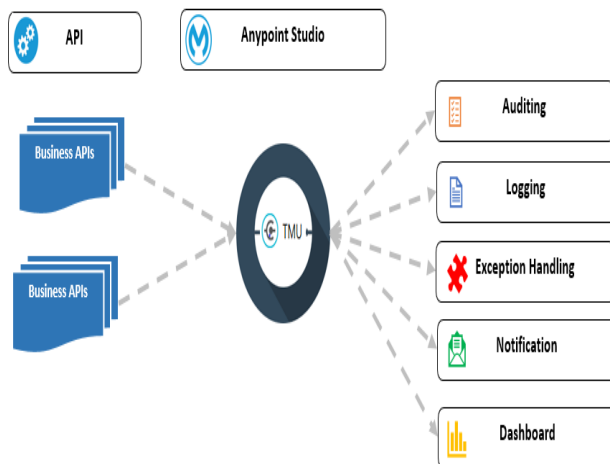 API
Anypoint Studio
Business APIs
Business APIs
TMU
Auditing
Logging
Exception Handling
Notification
Dashboard